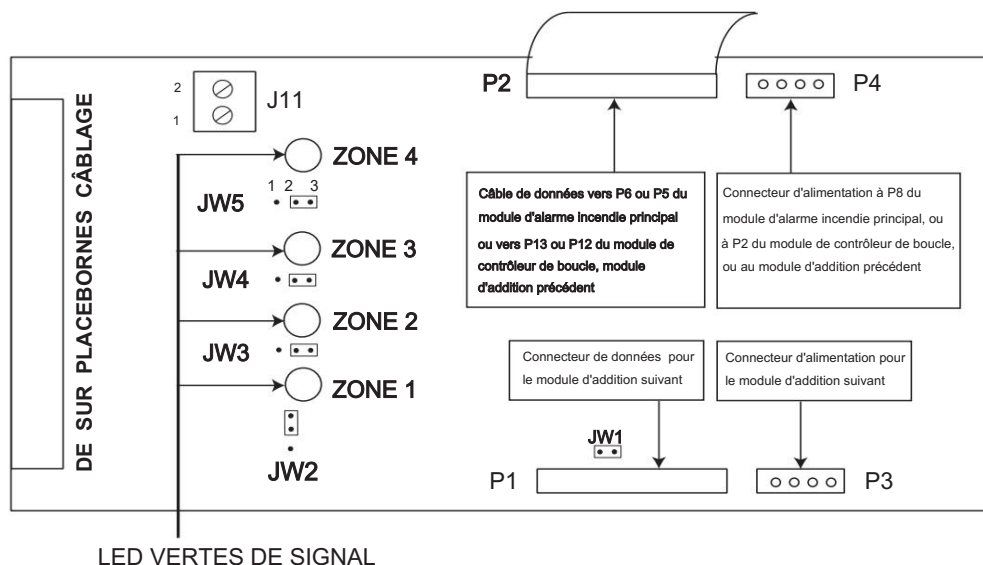 P2
P4
2
1
J11
ZONE 4
1 2 3
JW5
ZONE 3
JW4
ZONE 2
JW3
ZONE 1
JW2
DE SUR PLACEBORNES CÂBLAGE
Câble de données vers P6 ou P5 du
module d'alarme incendie principal
ou vers P13 ou P12 du module de
contrôleur de boucle, module
d'addition précédent
Connecteur d'alimentation à P8 du
module d'alarme incendie principal, ou
à P2 du module de contrôleur de boucle,
ou au module d'addition précédent
Connecteur de données pour
le module d'addition suivant
Connecteur d'alimentation pour
le module d'addition suivant
JW1
P1
P3
LED VERTES DE SIGNAL